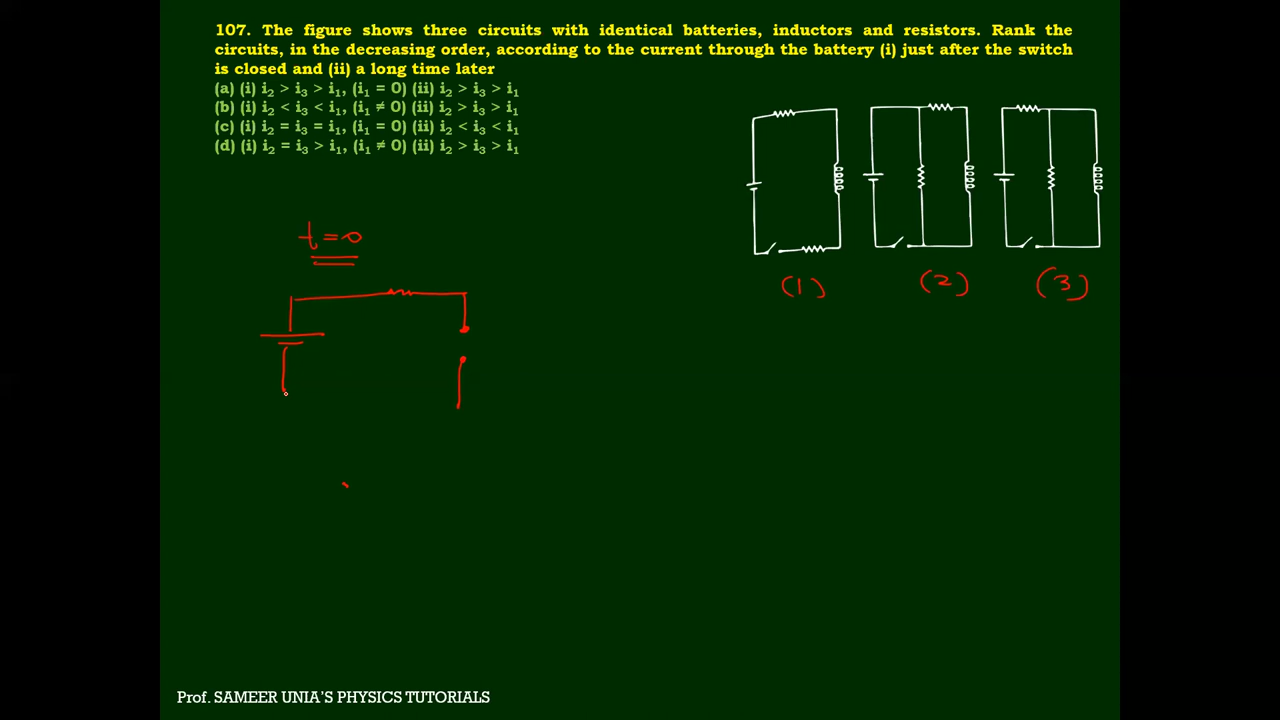 107. The figure shows three circuits with identical batteries, inductors and resistors. Rank the
circuits, in the decreasing order, according to the current through the battery (i) just after the switch
is closed and (ii) a long time later
(a) (i) i₂ > i₃ > i₁, (i₁ = 0) (ii) i₂ > i₃ > i₁
(b) (i) i₂ < i₃ < i₁, (i₁ ≠ 0) (ii) i₂ > i₃ > i₁
(c) (i) i₂ = i₃ = i₁, (i₁ = 0) (ii) i₂ < i₃ < i₁
(d) (i) i₂ = i₃ > i₁, (i₁ ≠ 0) (ii) i₂ > i₃ > i₁
t = 0
(1) (2) (3)
Prof. SAMEER UNIA'S PHYSICS TUTORIALS